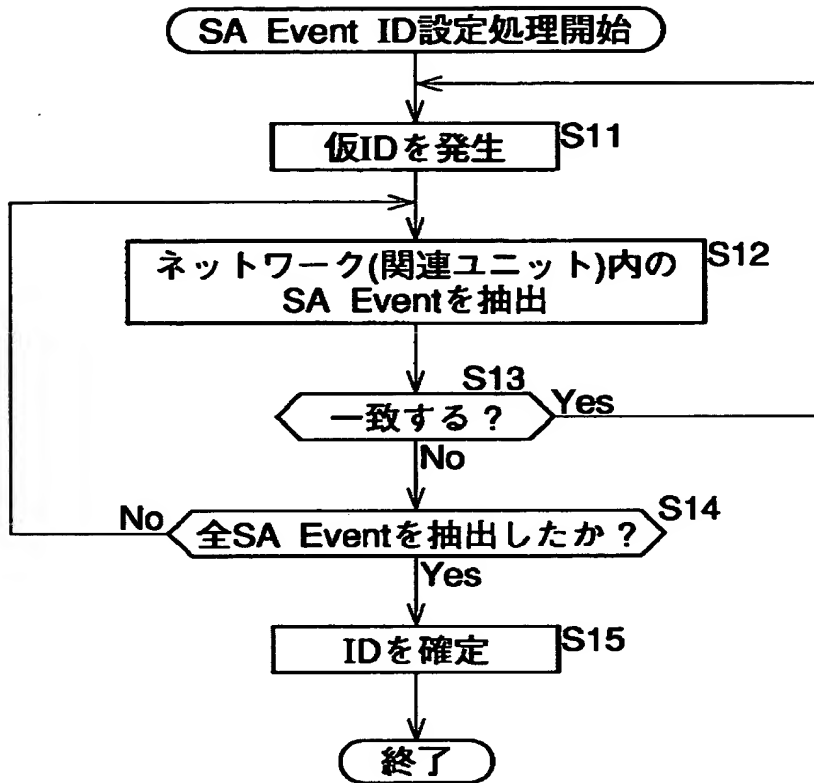 SA Event ID設定処理開始
仮IDを発生
S11
ネットワーク(関連ユニット)内の
SA Eventを抽出
S12
S13
一致する?
Yes
No
No
全SA Eventを抽出したか?
S14
Yes
IDを確定
S15
終了